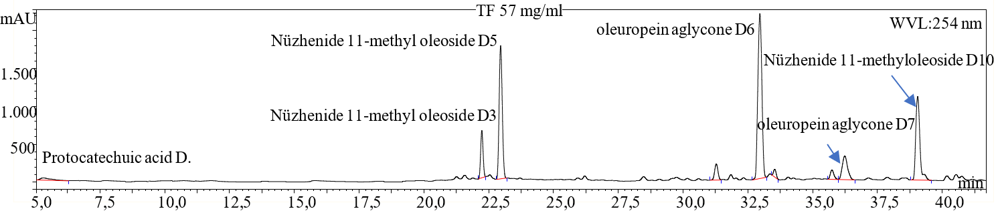 TF 57 mg/ml
mAU
WVL:254 nm
oleuropein aglycone D6
Nüzhenide 11-methyl oleoside D5
Nüzhenide 11-methyloleoside D10
1.500
1.000
Nüzhenide 11-methyl oleoside D3
oleuropein aglycone D7
500
Protocatechuic acid D.
min
5,0 7,5 10,0 12,5 15,0 17,5 20,0 22,5 25,0 27,5 30,0 32,5 35,0 37,5 40,0